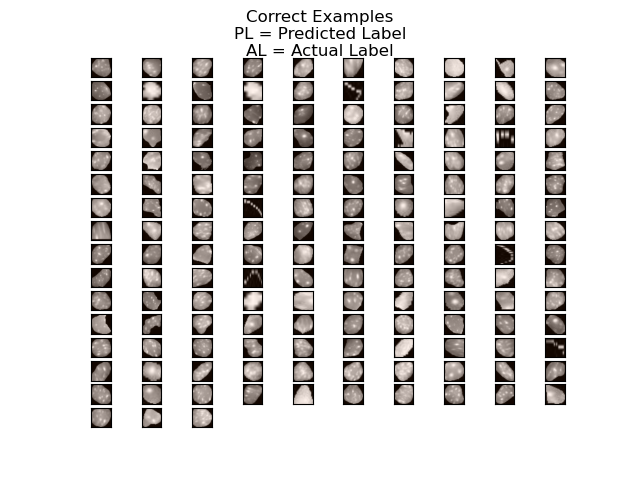 Correct Examples
PL = Predicted Label
AL = Actual Label